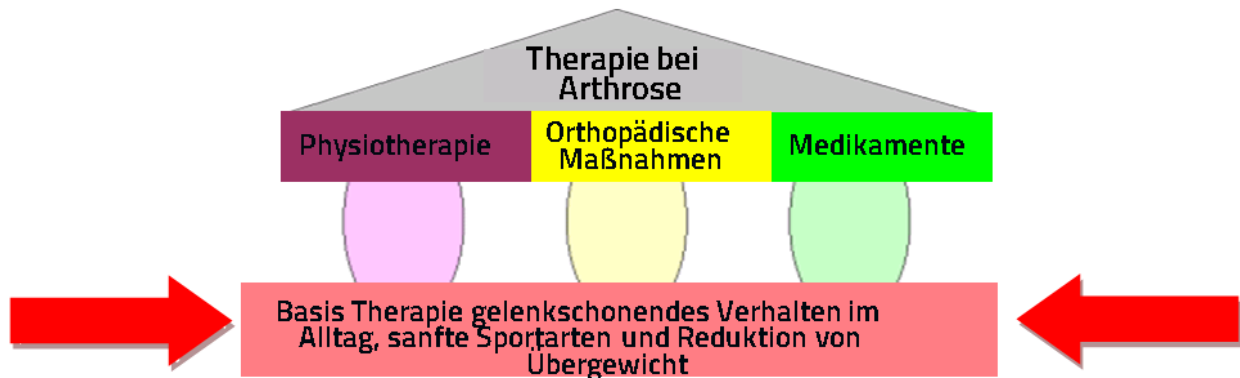 Therapie bei
Arthrose
Physiotherapie
Orthopädische
Maßnahmen
Medikamente
Basis Therapie gelenkschonendes Verhalten im
Alltag, sanfte Sportarten und Reduktion von
Übergewicht